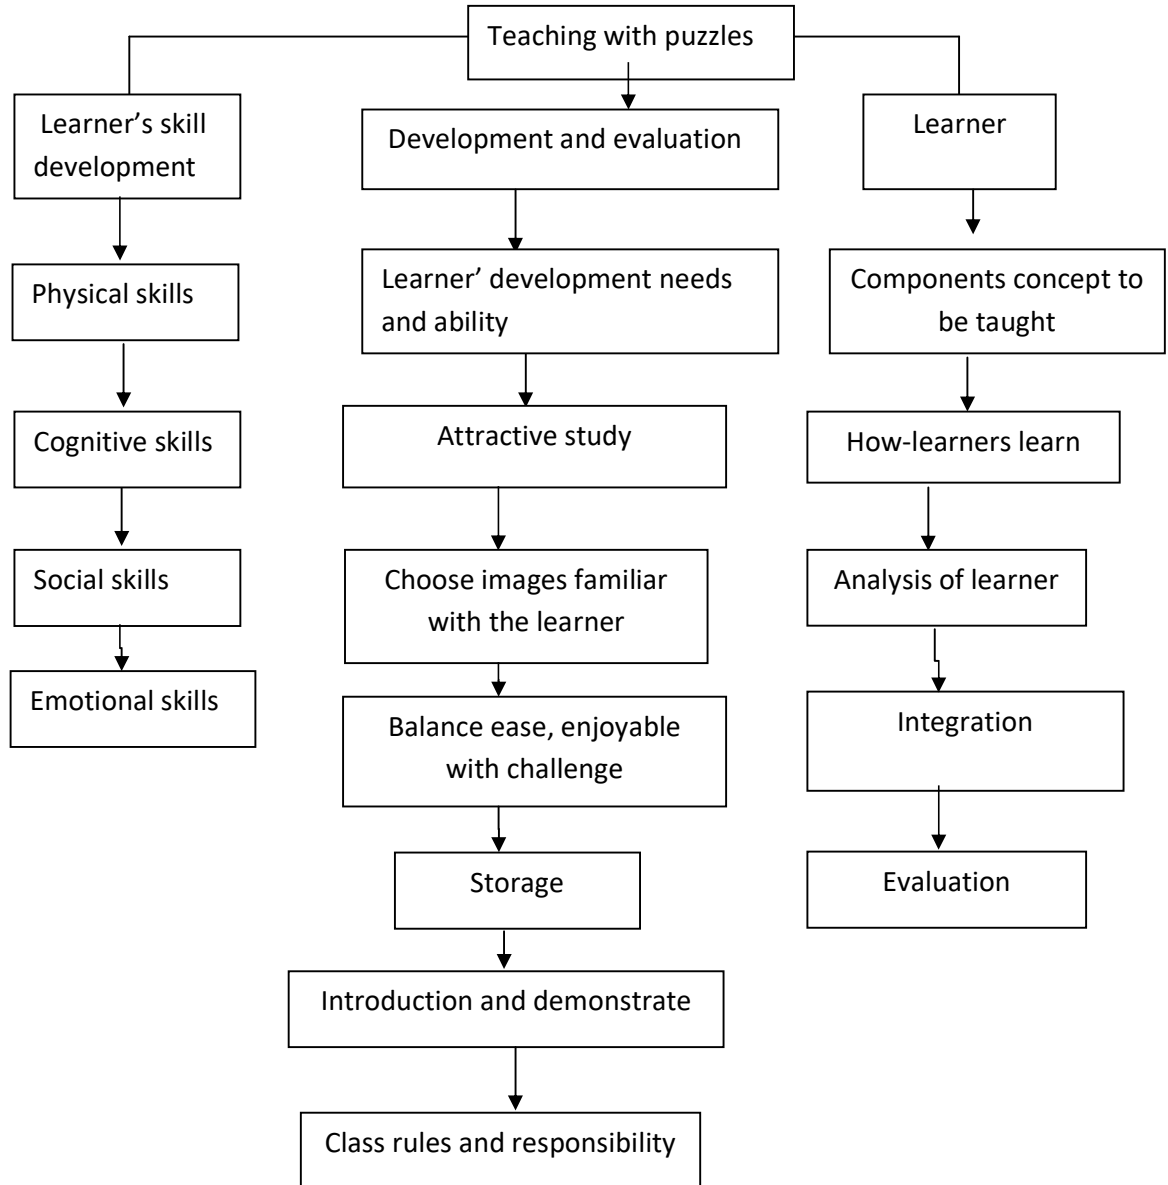 Teaching with puzzles
Learner’s skill
development
Physical skills
Cognitive skills
Social skills
Emotional skills
Development and evaluation
Learner’ development needs
and ability
Attractive study
Choose images familiar
with the learner
Balance ease, enjoyable
with challenge
Storage
Introduction and demonstrate
Class rules and responsibility
Learner
Components concept to
be taught
How-learners learn
Analysis of learner
Integration
Evaluation